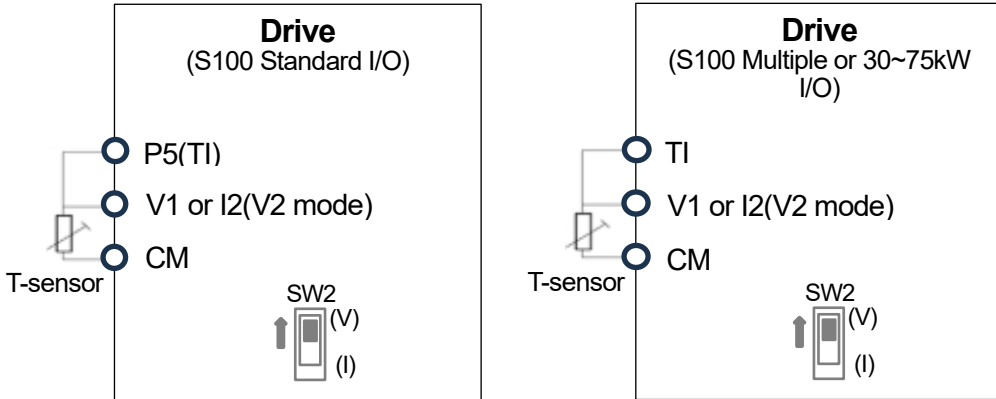 Drive
(S100 Standard I/O)
P5(TI)
V1 or I2(V2 mode)
CM
T-sensor
SW2
(V)
(I)
Drive
(S100 Multiple or 30~75kW
I/O)
TI
V1 or I2(V2 mode)
CM
T-sensor
SW2
(V)
(I)